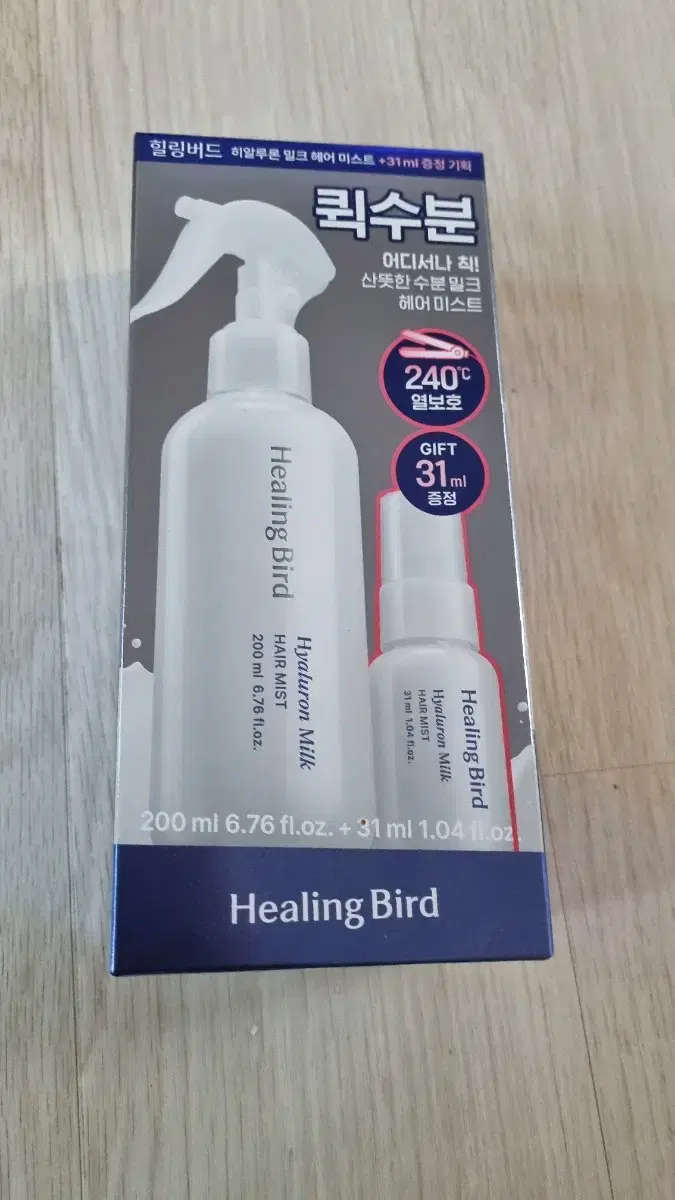 힐링버드 히알루론 밀크 헤어 미스트 +31ml 증정 기획
퀵수분
어디서나 칙!
산뜻한 수분 밀크
헤어 미스트
240℃
열보호
GIFT
31ml
증정
Healing Bird
Hyaluron Milk
HAIR MIST
200 ml 6.76 fl.oz.
Healing Bird
Hyaluron Milk
HAIR MIST
31 ml 1.04 fl.oz.
200 ml 6.76 fl.oz. + 31 ml 1.04 fl.oz.
Healing Bird